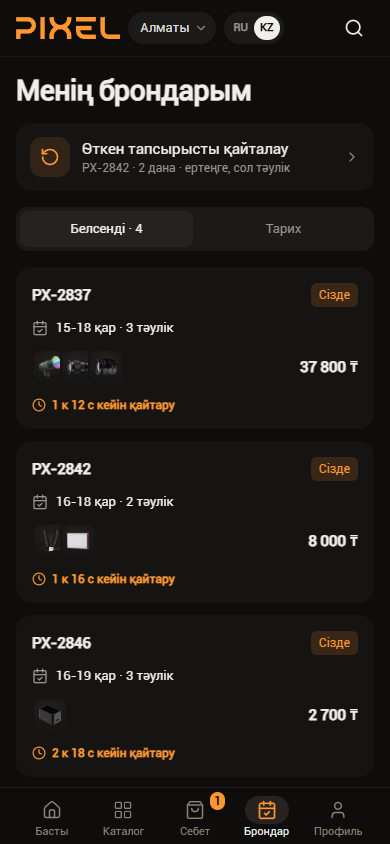 PIXEL
Алматы
RU KZ
Менің брондарым
Өткен тапсырысты қайталау
PX-2842 · 2 дана · ертеңге, сол тәулік
Белсенді · 4
Тарих
PX-2837
Сізде
15-18 қар · 3 тәулік
37 800 ₸
1 к 12 с кейін қайтару
PX-2842
Сізде
16-18 қар · 2 тәулік
8 000 ₸
1 к 16 с кейін қайтару
PX-2846
Сізде
16-19 қар · 3 тәулік
2 700 ₸
2 к 18 с кейін қайтару
1
Басты
Каталог
Себет
Брондар
Профиль